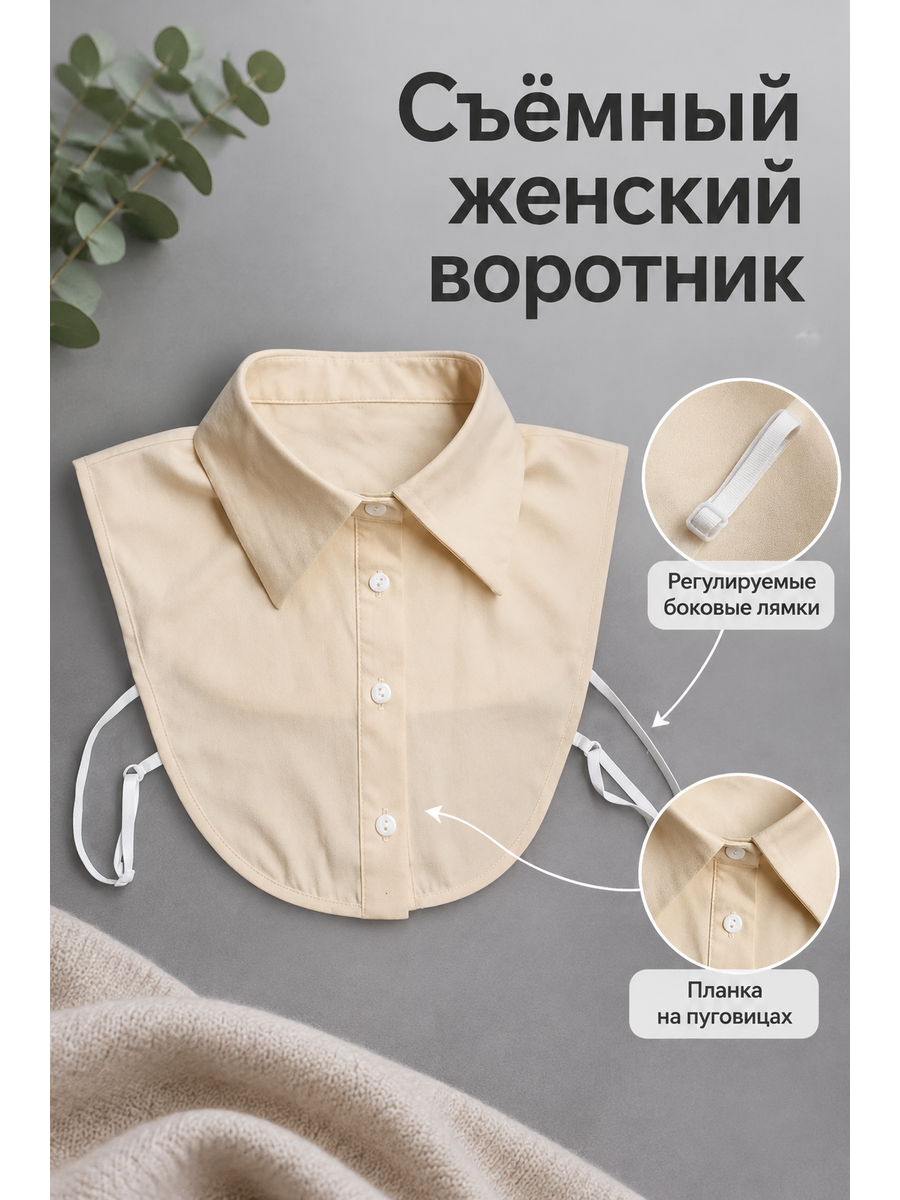 Съёмный
женский
воротник
Регулируемые
боковые лямки
Планка
на пуговицах